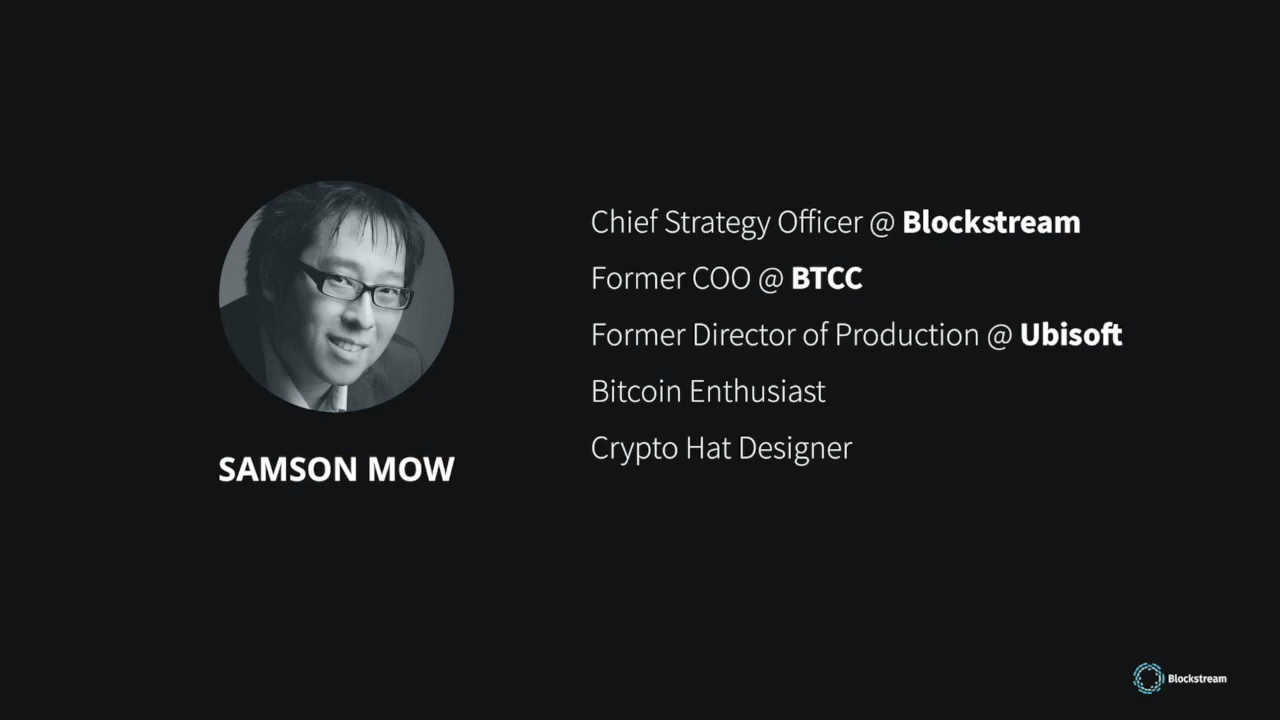 Chief Strategy Officer @ Blockstream
Former COO @ BTCC
Former Director of Production @ Ubisoft
Bitcoin Enthusiast
Crypto Hat Designer
SAMSON MOW
Blockstream